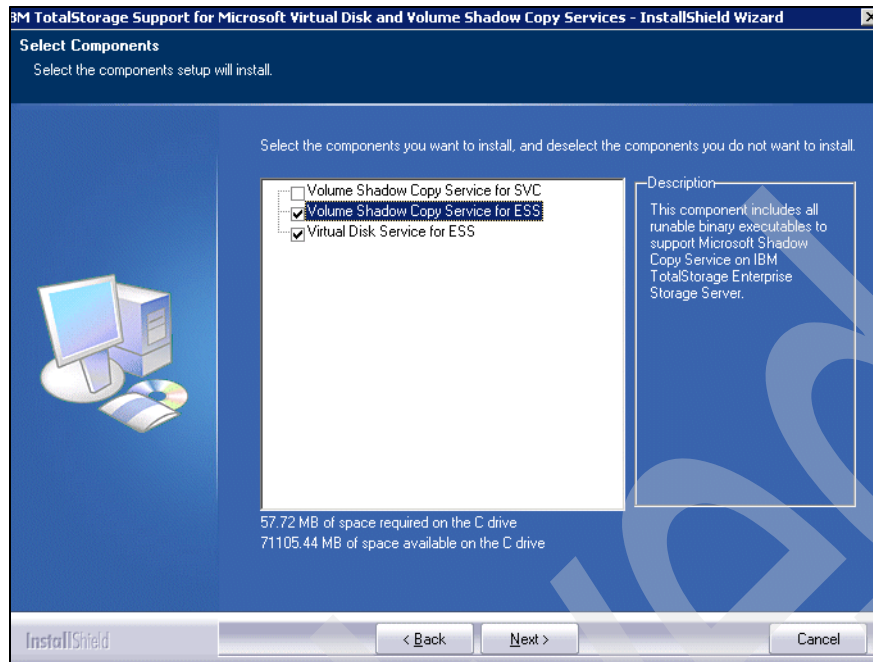 BM TotalStorage Support for Microsoft Virtual Disk and Volume Shadow Copy Services - InstallShield Wizard
Select Components
Select the components setup will install.
Select the components you want to install, and deselect the components you do not want to install.
Volume Shadow Copy Service for SVC
Volume Shadow Copy Service for ESS
Virtual Disk Service for ESS
Description
This component includes all
runable binary executables to
support Microsoft Shadow
Copy Service on IBM
TotalStorage Enterprise
Storage Server.
57.72 MB of space required on the C drive
71105.44 MB of space available on the C drive
InstallShield
< Back
Next >
Cancel